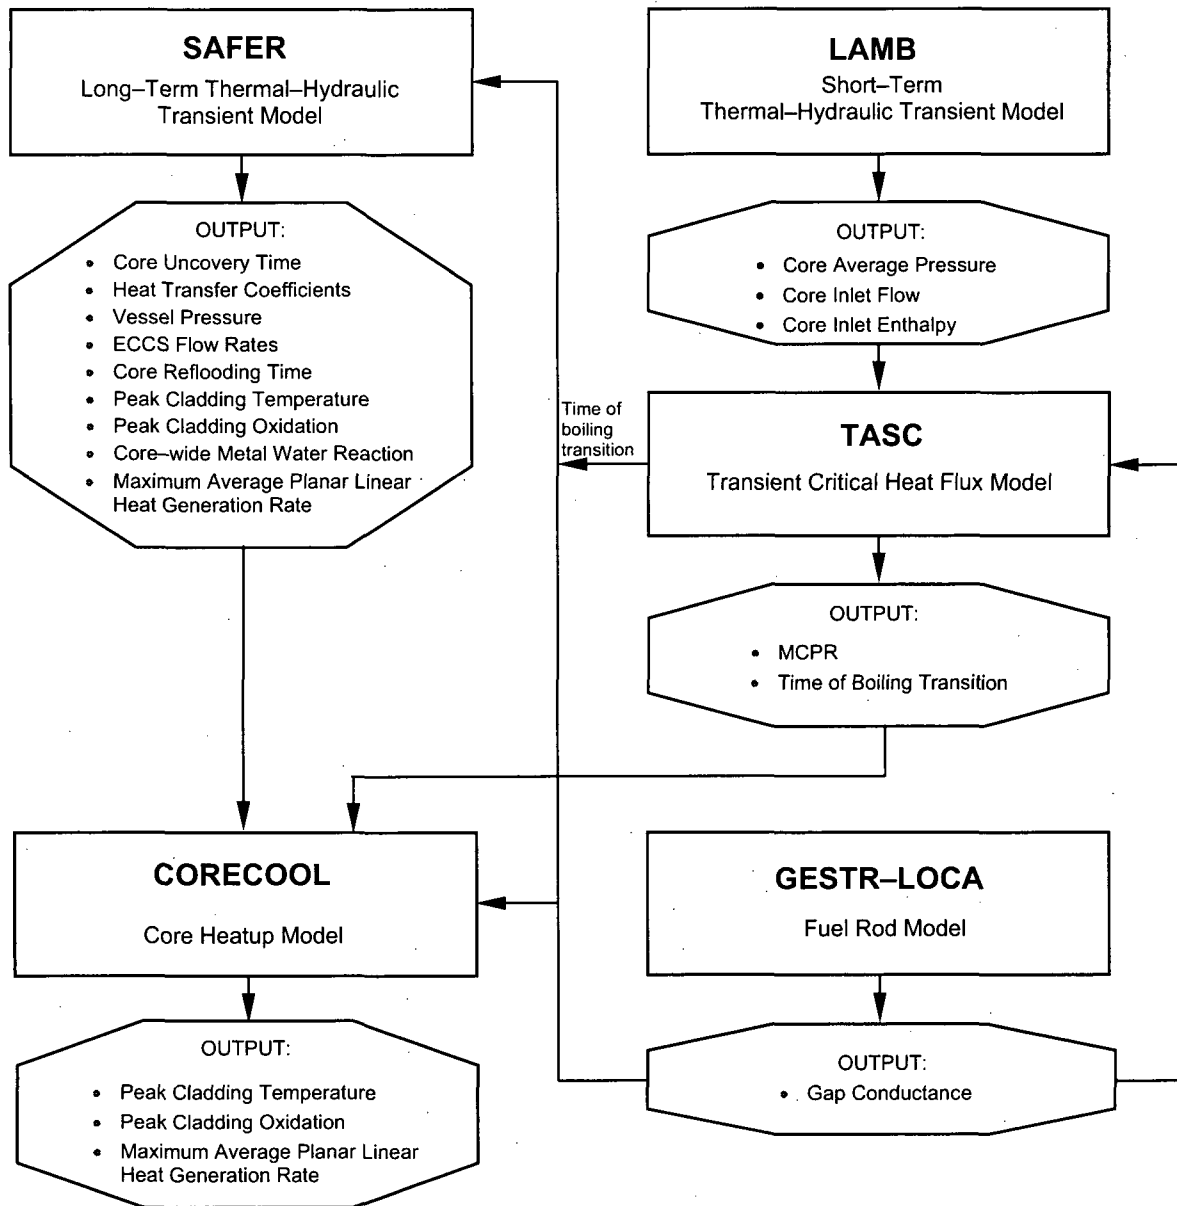 SAFER
Long–Term Thermal–Hydraulic
Transient Model
LAMB
Short–Term
Thermal–Hydraulic Transient Model
OUTPUT:
• Core Uncovery Time
• Heat Transfer Coefficients
• Vessel Pressure
• ECCS Flow Rates
• Core Reflooding Time
• Peak Cladding Temperature
• Peak Cladding Oxidation
• Core–wide Metal Water Reaction
• Maximum Average Planar Linear
Heat Generation Rate
OUTPUT:
• Core Average Pressure
• Core Inlet Flow
• Core Inlet Enthalpy
Time of
boiling
transition
TASC
Transient Critical Heat Flux Model
OUTPUT:
• MCPR
• Time of Boiling Transition
CORECOOL
Core Heatup Model
GESTR–LOCA
Fuel Rod Model
OUTPUT:
• Peak Cladding Temperature
• Peak Cladding Oxidation
• Maximum Average Planar Linear
Heat Generation Rate
OUTPUT:
• Gap Conductance